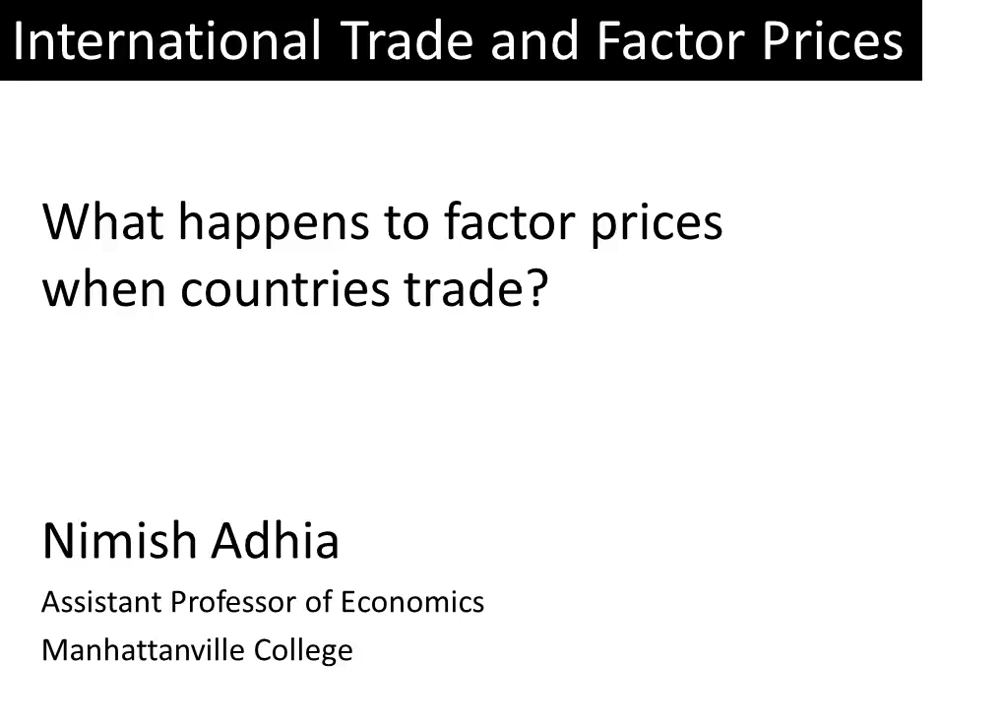 International Trade and Factor Prices
What happens to factor prices
when countries trade?
Nimish Adhia
Assistant Professor of Economics
Manhattanville College